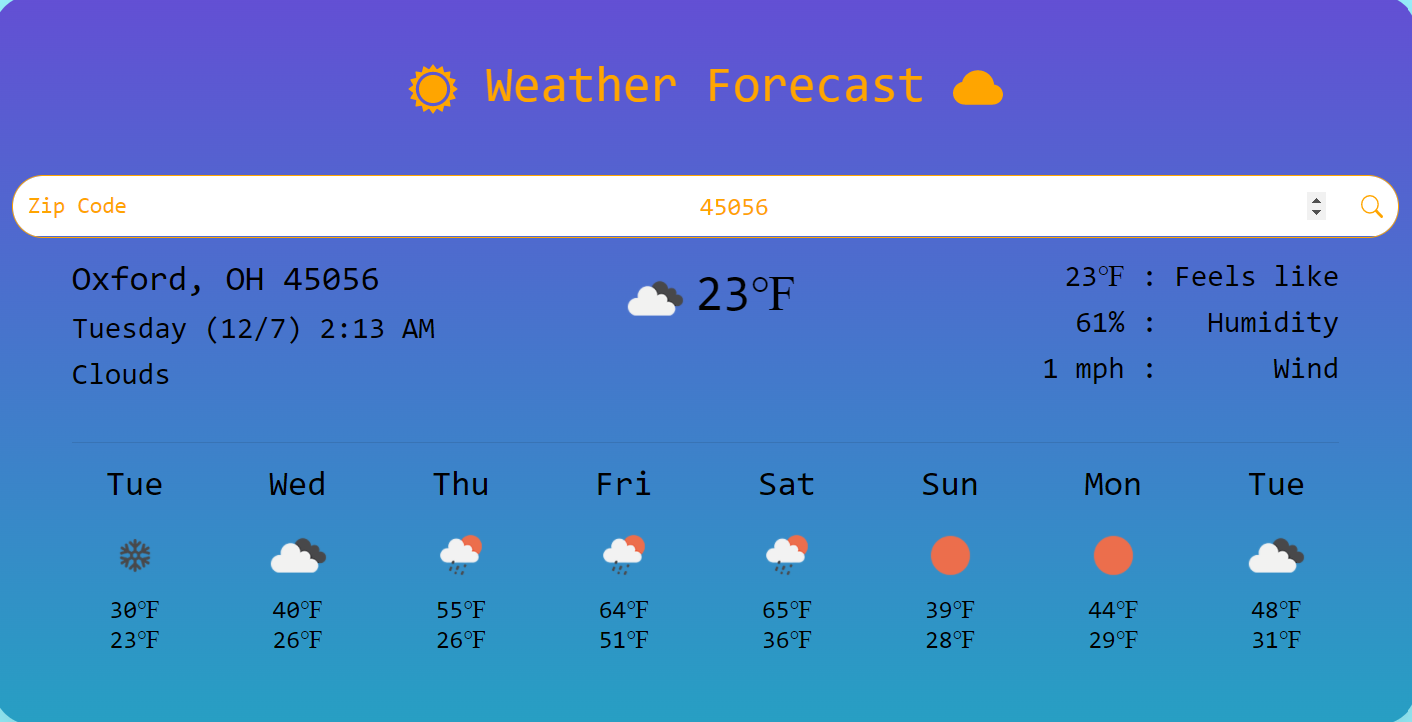 Weather Forecast
Zip Code 45056
Oxford, OH 45056
Tuesday (12/7) 2:13 AM
Clouds
23°F
23°F : Feels like
61% : Humidity
1 mph : Wind
Tue Wed Thu Fri Sat Sun Mon Tue
30°F 40°F 55°F 64°F 65°F 39°F 44°F 48°F
23°F 26°F 26°F 51°F 36°F 28°F 29°F 31°F